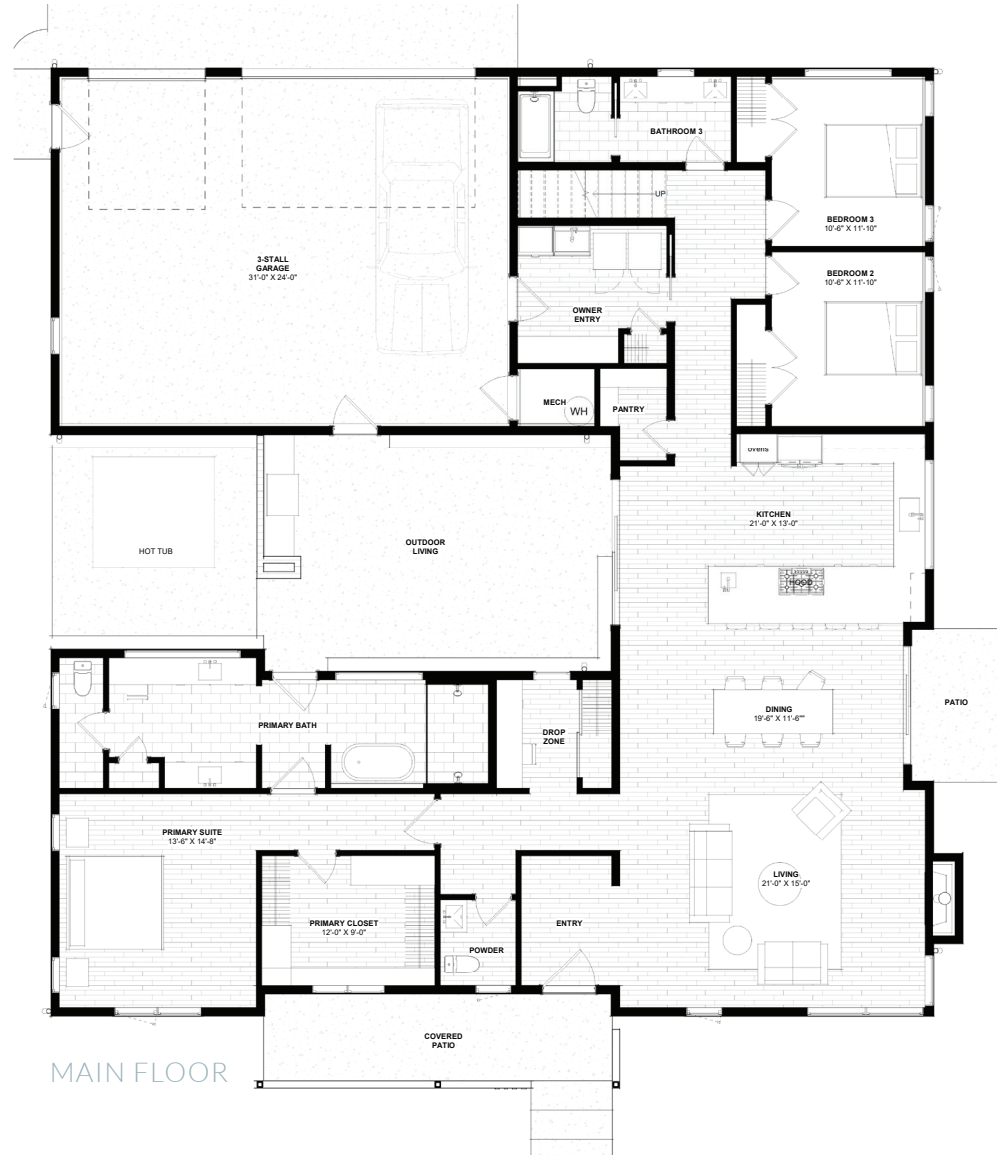 BATHROOM 3
UP
BEDROOM 3
10'-6" X 11'-10"
3-STALL
GARAGE
31'-0" X 24'-0"
BEDROOM 2
10'-6" X 11'-10"
OWNER
ENTRY
MECH
WH
PANTRY
ovens
KITCHEN
21'-0" X 13'-0"
HOT TUB
OUTDOOR
LIVING
HOOD
PATIO
DINING
19'-6" X 11'-6""
PRIMARY BATH
DROP
ZONE
PRIMARY SUITE
13'-6" X 14'-8"
LIVING
21'-0" X 15'-0"
PRIMARY CLOSET
12'-0" X 9'-0"
ENTRY
POWDER
COVERED
PATIO
MAIN FLOOR